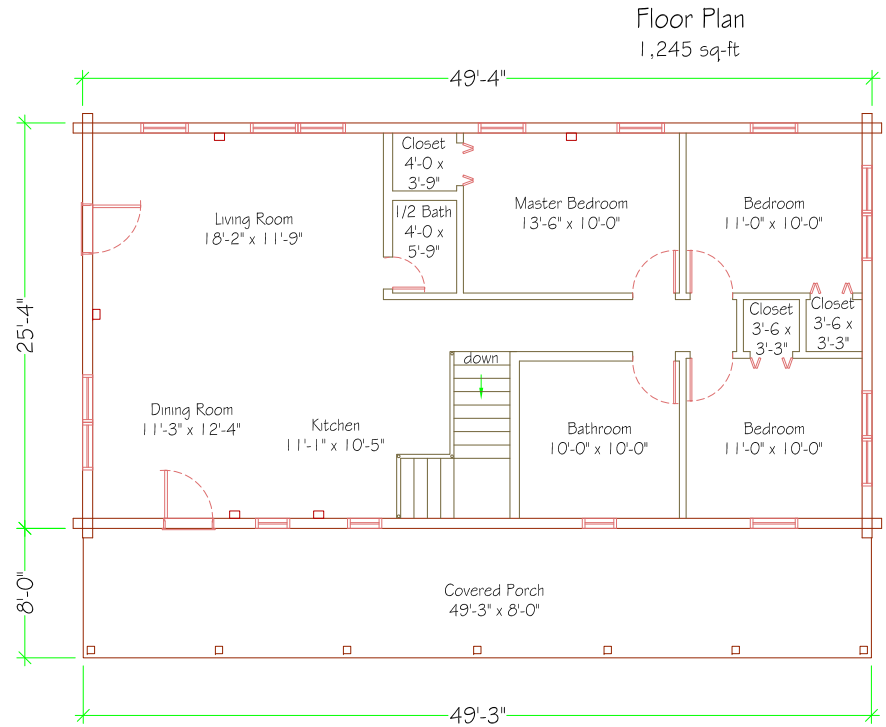 Floor Plan
1,245 sq-ft
49'-4"
25'-4"
8'-0"
Closet
4'-0 x
3'-9"
1/2 Bath
4'-0 x
5'-9"
Living Room
18'-2" x 11'-9"
Master Bedroom
13'-6" x 10'-0"
Bedroom
11'-0" x 10'-0"
Closet
3'-6 x
3'-3"
Closet
3'-6 x
3'-3"
down
Dining Room
11'-3" x 12'-4"
Kitchen
11'-1" x 10'-5"
Bathroom
10'-0" x 10'-0"
Bedroom
11'-0" x 10'-0"
Covered Porch
49'-3" x 8'-0"
49'-3"